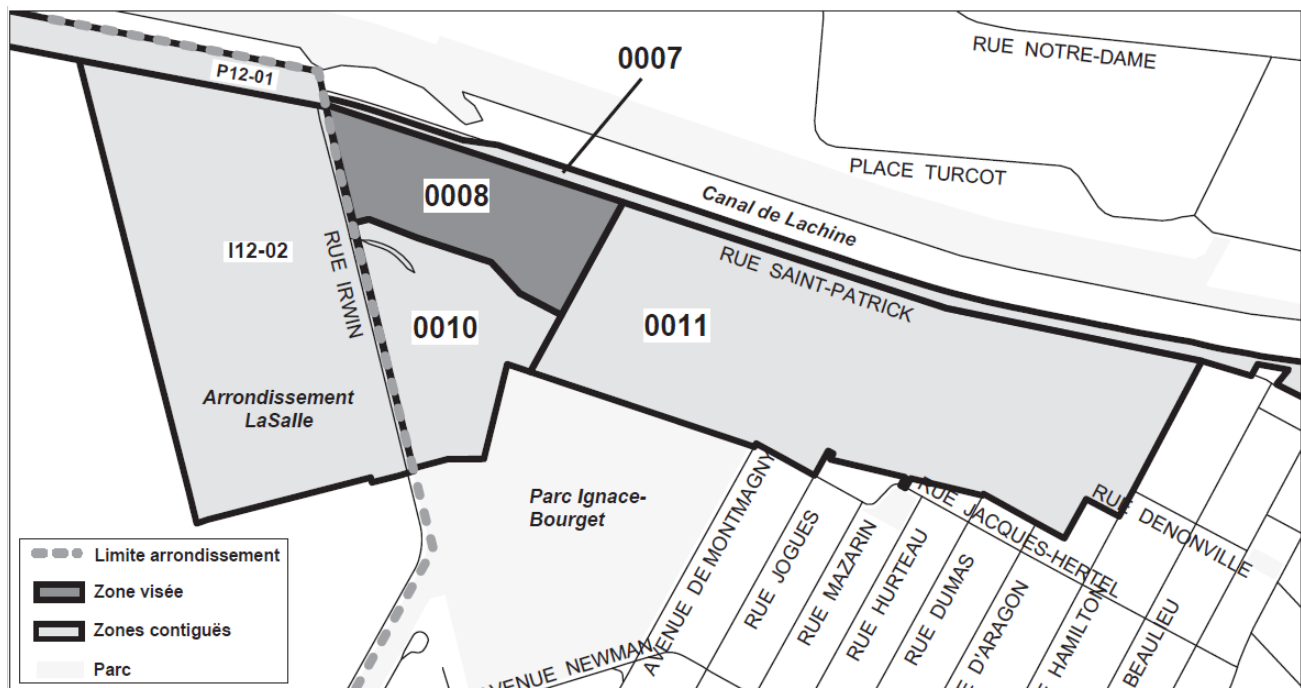 RUE NOTRE-DAME
0007
P12-01
PLACE TURCOT
0008
Canal de Lachine
I12-02
RUE IRWIN
RUE SAINT-PATRICK
0010
0011
Arrondissement
LaSalle
Parc Ignace-
Bourget
AVENUE DE MONTMAGNY
RUE JOGUES
RUE MAZARIN
RUE HURTEAU
RUE DUMAS
E D'ARAGON
E HAMILTON
BEAULIEU
RUE JACQUES-HERTEL
RUE DENONVILLE
AVENUE NEWMAN
Limite arrondissement
Zone visée
Zones contiguës
Parc